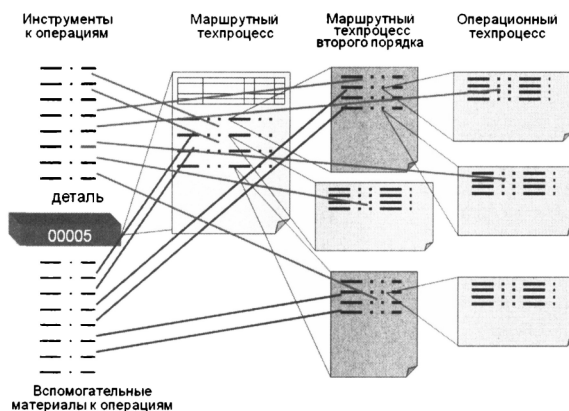 Инструменты
к операциям
Маршрутный
техпроцесс
Маршрутный
техпроцесс
второго порядка
Операционный
техпроцесс
деталь
00005
Вспомогательные
материалы к операциям